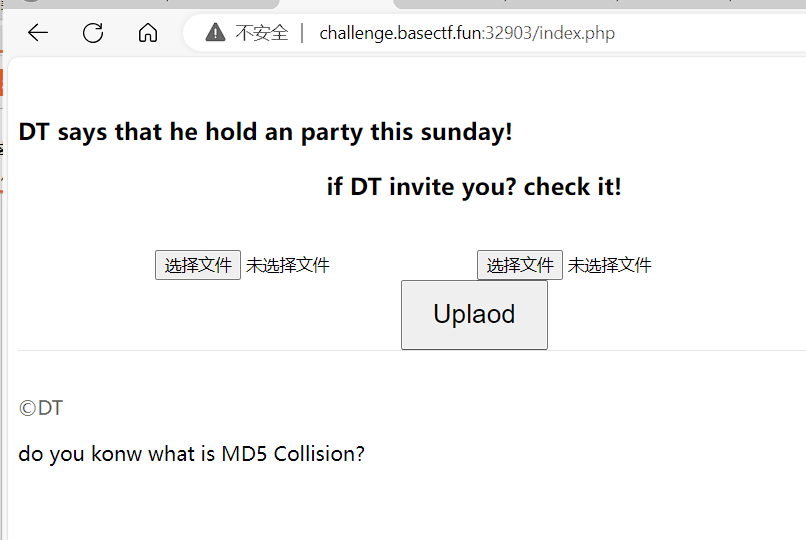 不安全 | challenge.basectf.fun:32903/index.php
DT says that he hold an party this sunday!
if DT invite you? check it!
选择文件 未选择文件 选择文件 未选择文件
Uplaod
©DT
do you konw what is MD5 Collision?